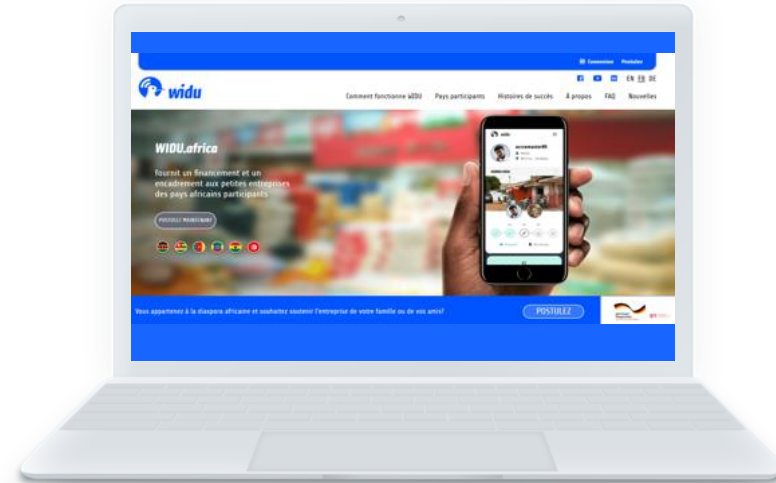 Connexion Postulez
EN FR DE
widu
Comment fonctionne WIDU Pays participants Histoires de succès À propos FAQ Nouvelles
WIDU.africa
fournit un financement et un
encadrement aux petites entreprises
des pays africains participants
POSTULEZ MAINTENANT
widu
Vous appartenez à la diaspora africaine et souhaitez soutenir l'entreprise de votre famille ou de vos amis?
POSTULEZ